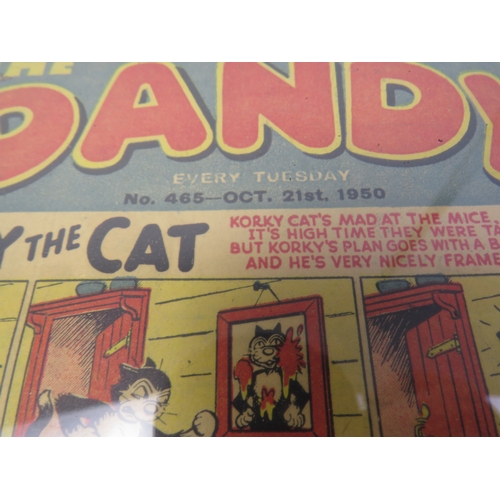 THE
DANDY
EVERY TUESDAY
No. 465—OCT. 21st. 1950
Y THE CAT
KORKY CAT'S MAD AT THE MICE
IT'S HIGH TIME THEY WERE
BUT KORKY'S PLAN GOES WITH A
AND HE'S VERY NICELY FRAME